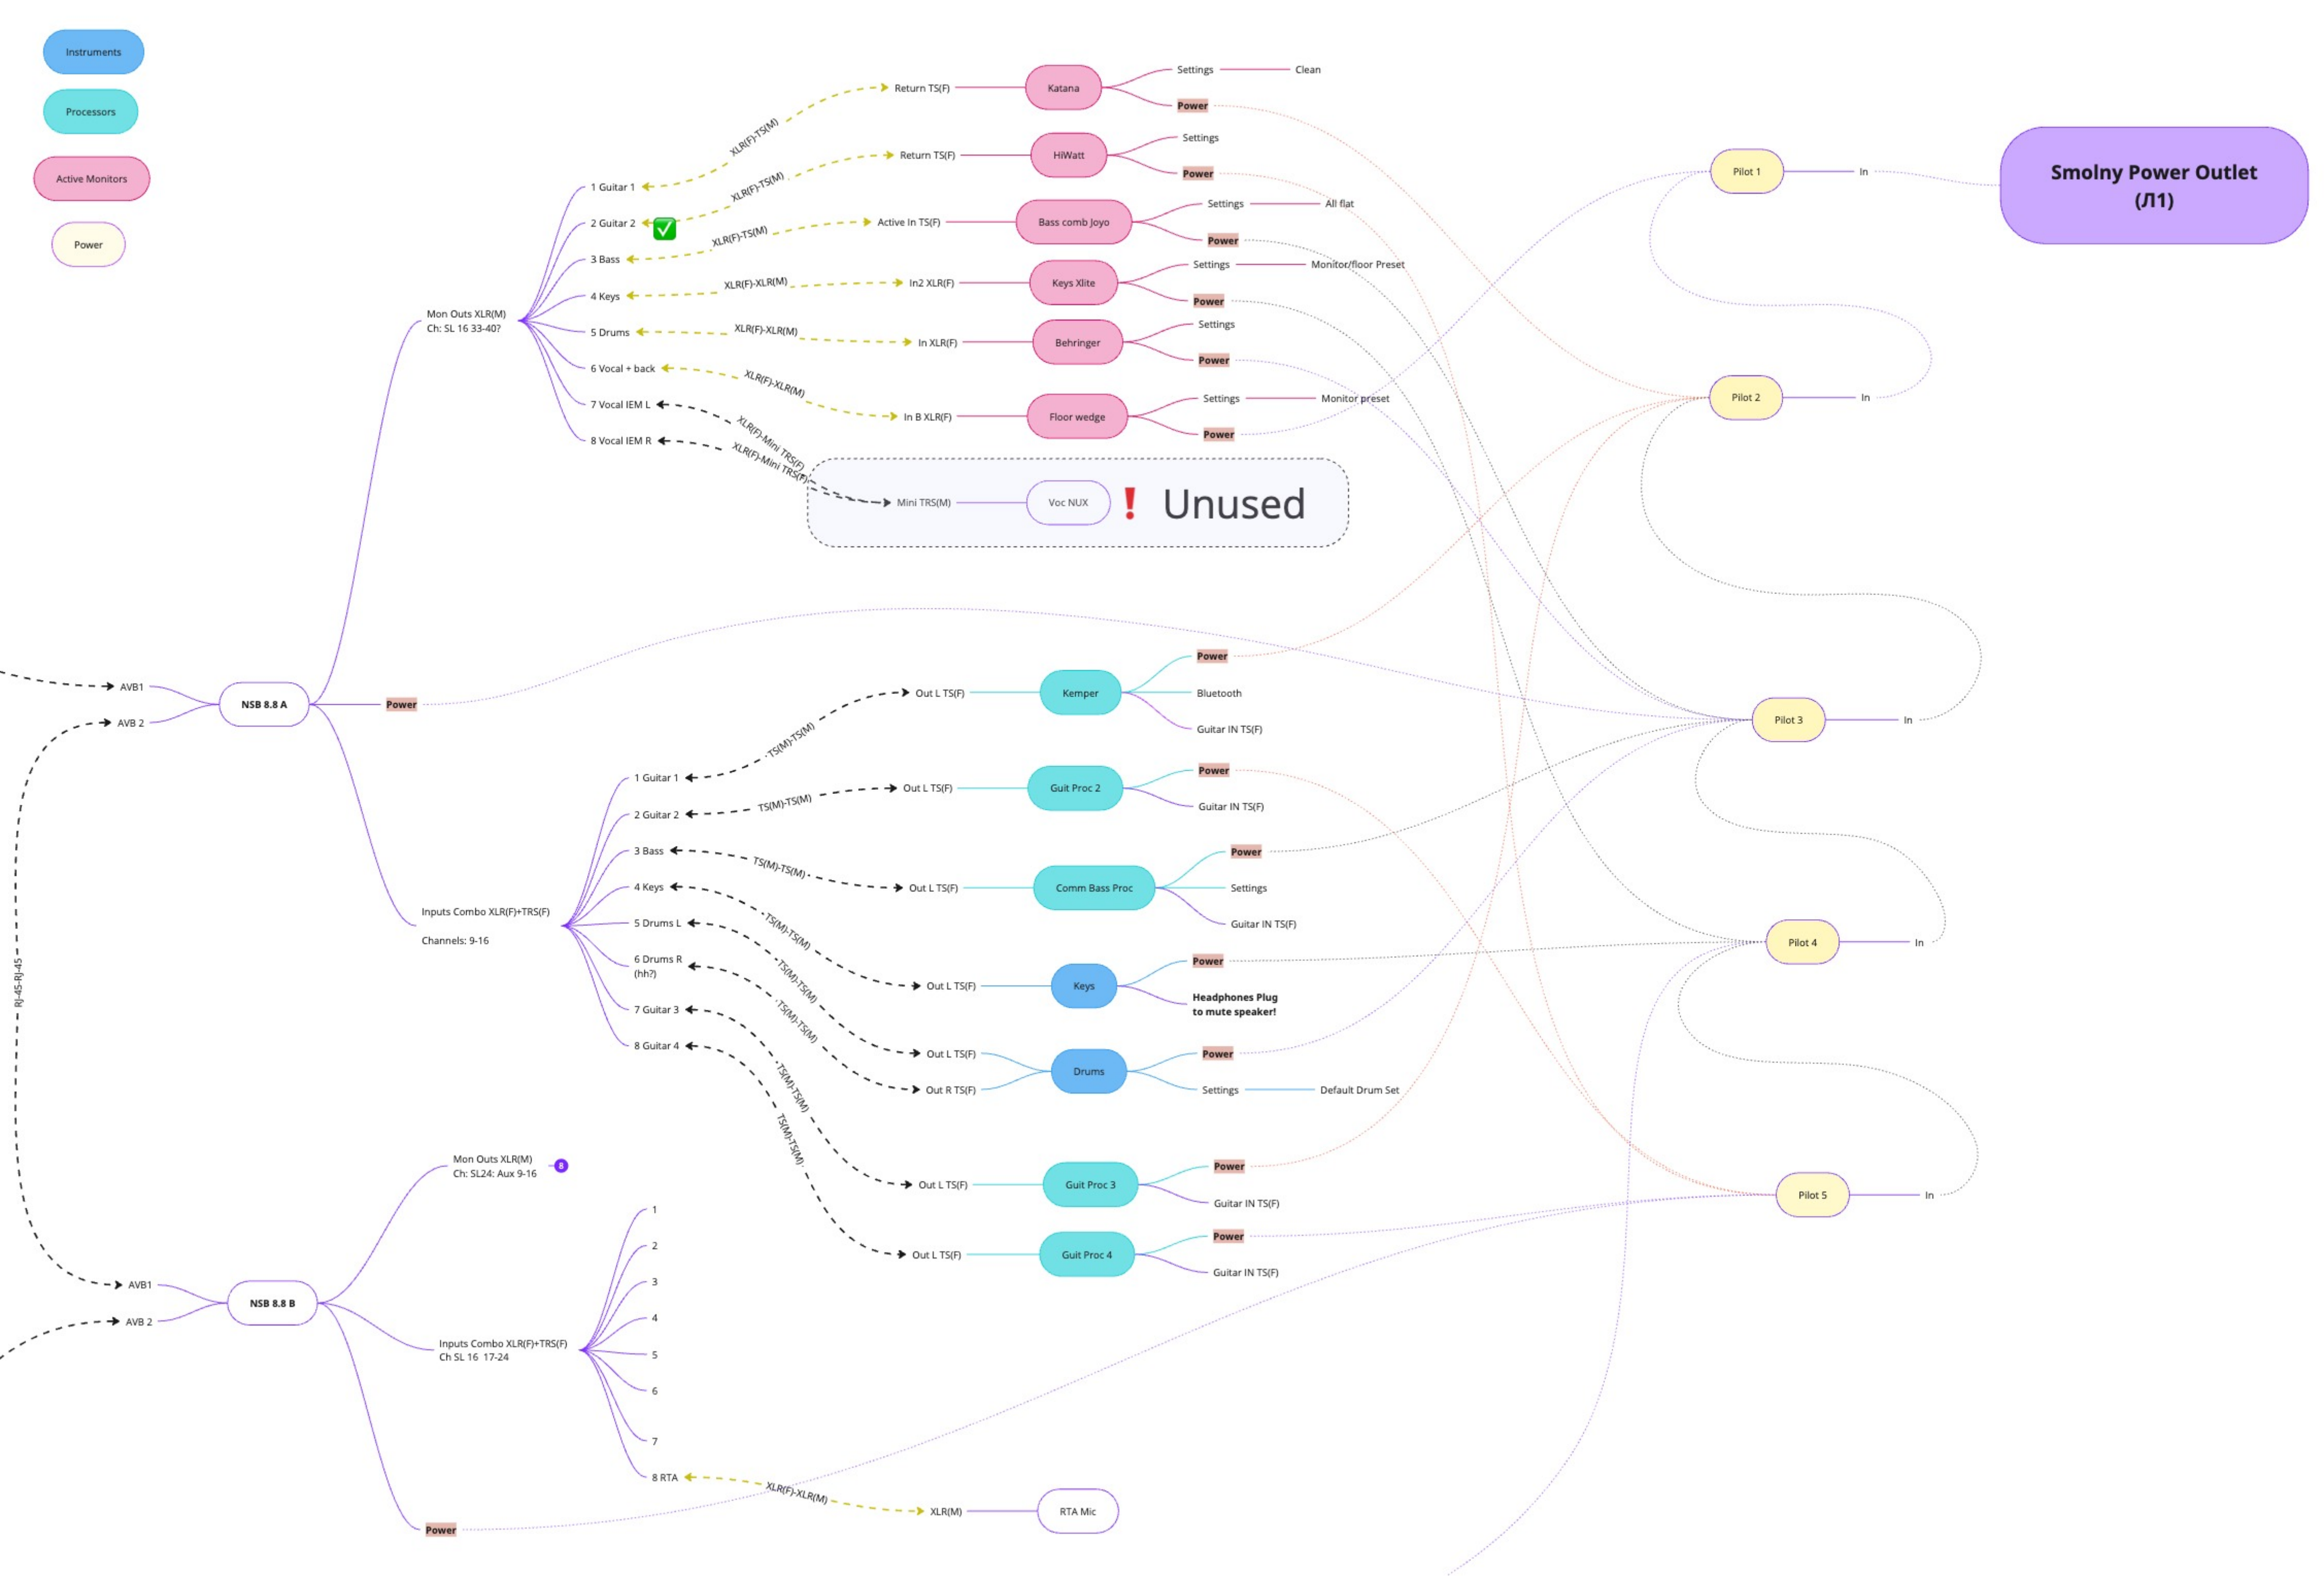 Instruments
Processors
Active Monitors
Power
Mon Outs XLR(M)
Ch: SL 16 33-40?
1 Guitar 1
2 Guitar 2
3 Bass
4 Keys
5 Drums
6 Vocal + back
7 Vocal IEM L
8 Vocal IEM R
XLR(F)-TS(M)
XLR(F)-TS(M)
XLR(F)-TS(M)
XLR(F)-XLR(M)
XLR(F)-XLR(M)
XLR(F)-XLR(M)
XLR(F)-Mini TRS(F)
XLR(F)-Mini TRS(F)
Return TS(F)
Katana
Settings
Clean
Power
Return TS(F)
HiWatt
Settings
Power
Active In TS(F)
Bass comb Joyo
Settings
All flat
Power
In2 XLR(F)
Keys Xlite
Settings
Monitor/floor Preset
Power
In XLR(F)
Behringer
Settings
Power
In B XLR(F)
Floor wedge
Settings
Monitor preset
Power
Mini TRS(M)
Voc NUX
❗ Unused
Smolny Power Outlet
(Л1)
Pilot 1
In
Pilot 2
In
Pilot 3
In
Pilot 4
In
Pilot 5
In
AVB1
AVB 2
NSB 8.8 A
Power
RJ-45-RJ-45
Inputs Combo XLR(F)+TRS(F)
Channels: 9-16
1 Guitar 1
2 Guitar 2
3 Bass
4 Keys
5 Drums L
6 Drums R
(hh?)
7 Guitar 3
8 Guitar 4
TS(M)-TS(M)
TS(M)-TS(M)
TS(M)-TS(M)
TS(M)-TS(M)
TS(M)-TS(M)
TS(M)-TS(M)
TS(M)-TS(M)
TS(M)-TS(M)
Out L TS(F)
Kemper
Power
Bluetooth
Guitar IN TS(F)
Out L TS(F)
Guit Proc 2
Power
Guitar IN TS(F)
Out L TS(F)
Comm Bass Proc
Power
Settings
Guitar IN TS(F)
Out L TS(F)
Keys
Power
Headphones Plug
to mute speaker!
Out L TS(F)
Out R TS(F)
Drums
Power
Settings
Default Drum Set
Out L TS(F)
Guit Proc 3
Power
Guitar IN TS(F)
Out L TS(F)
Guit Proc 4
Power
Guitar IN TS(F)
AVB1
AVB 2
NSB 8.8 B
Mon Outs XLR(M)
Ch: SL24: Aux 9-16
8
Inputs Combo XLR(F)+TRS(F)
Ch SL 16 17-24
1
2
3
4
5
6
7
8 RTA
XLR(F)-XLR(M)
XLR(M)
RTA Mic
Power